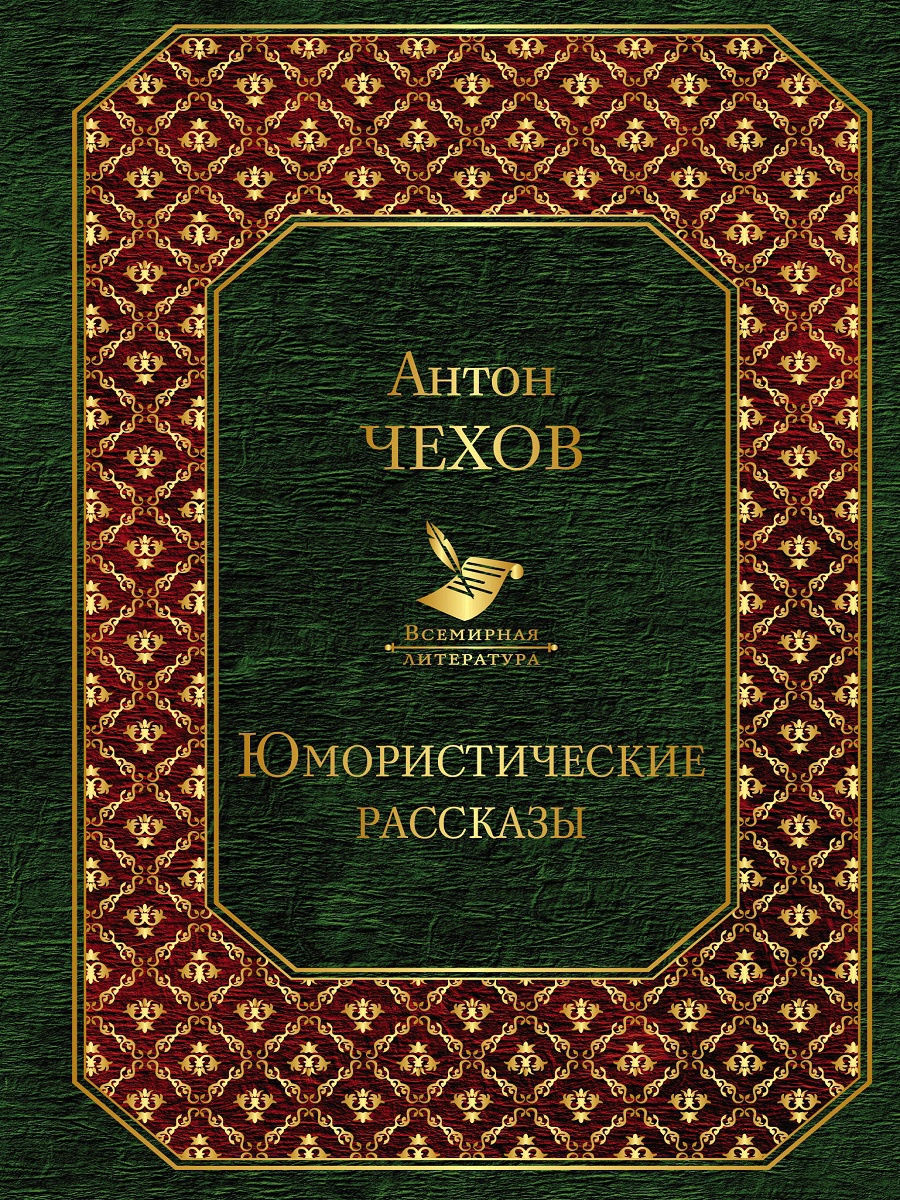 Антон
ЧЕХОВ
Всемирная
литература
Юмористические
рассказы